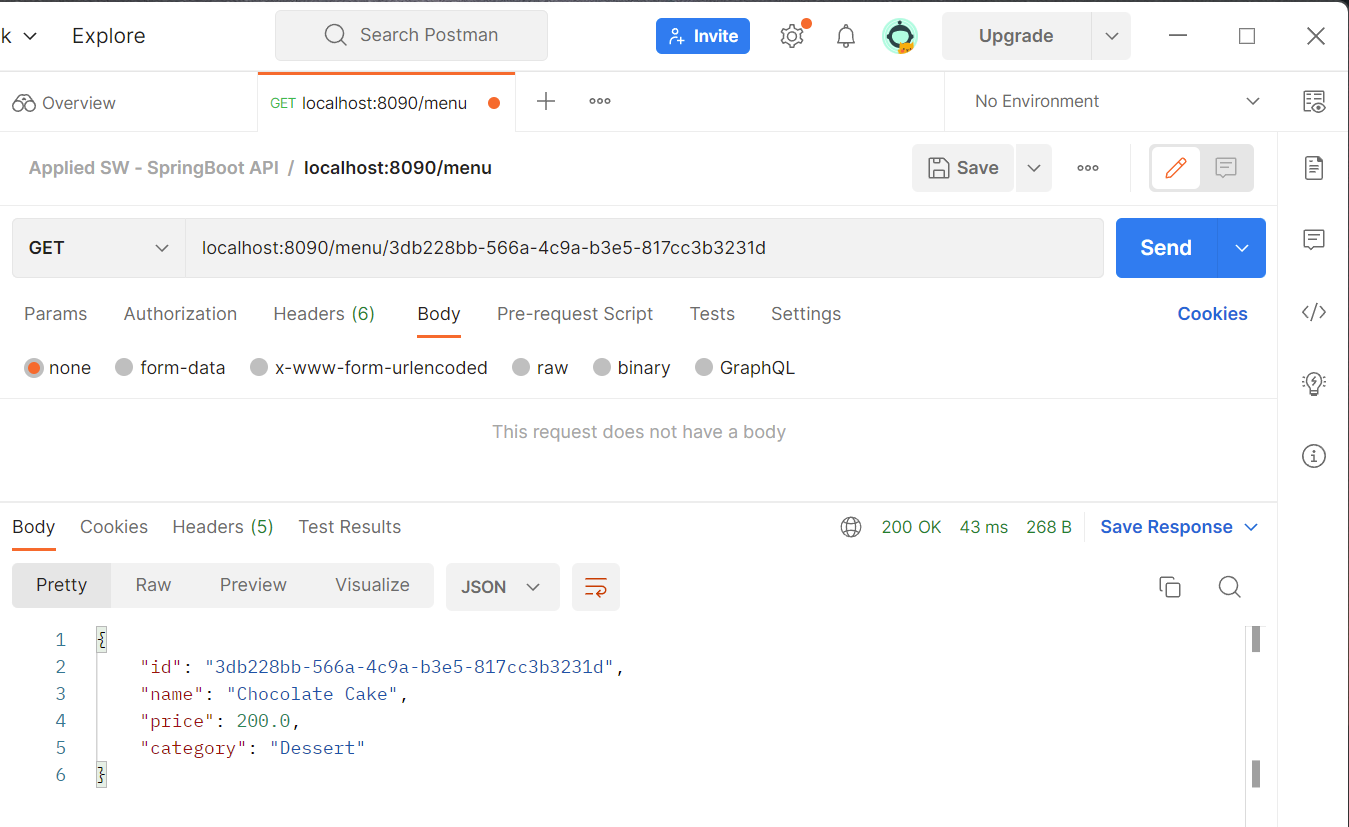 k Explore Search Postman Invite Upgrade
Overview GET localhost:8090/menu No Environment
Applied SW - SpringBoot API / localhost:8090/menu Save
GET localhost:8090/menu/3db228bb-566a-4c9a-b3e5-817cc3b3231d Send
Params Authorization Headers (6) Body Pre-request Script Tests Settings Cookies
none form-data x-www-form-urlencoded raw binary GraphQL
This request does not have a body
Body Cookies Headers (5) Test Results 200 OK 43 ms 268 B Save Response
Pretty Raw Preview Visualize JSON
1 {
2 "id": "3db228bb-566a-4c9a-b3e5-817cc3b3231d",
3 "name": "Chocolate Cake",
4 "price": 200.0,
5 "category": "Dessert"
6 }